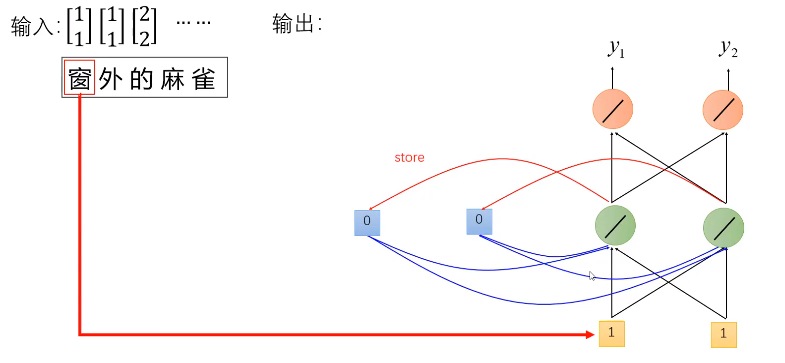 输入: [1 1] [1 1] [2 2] ……
输出:
窗外的麻雀
y₁ y₂
store
0 0
1 1